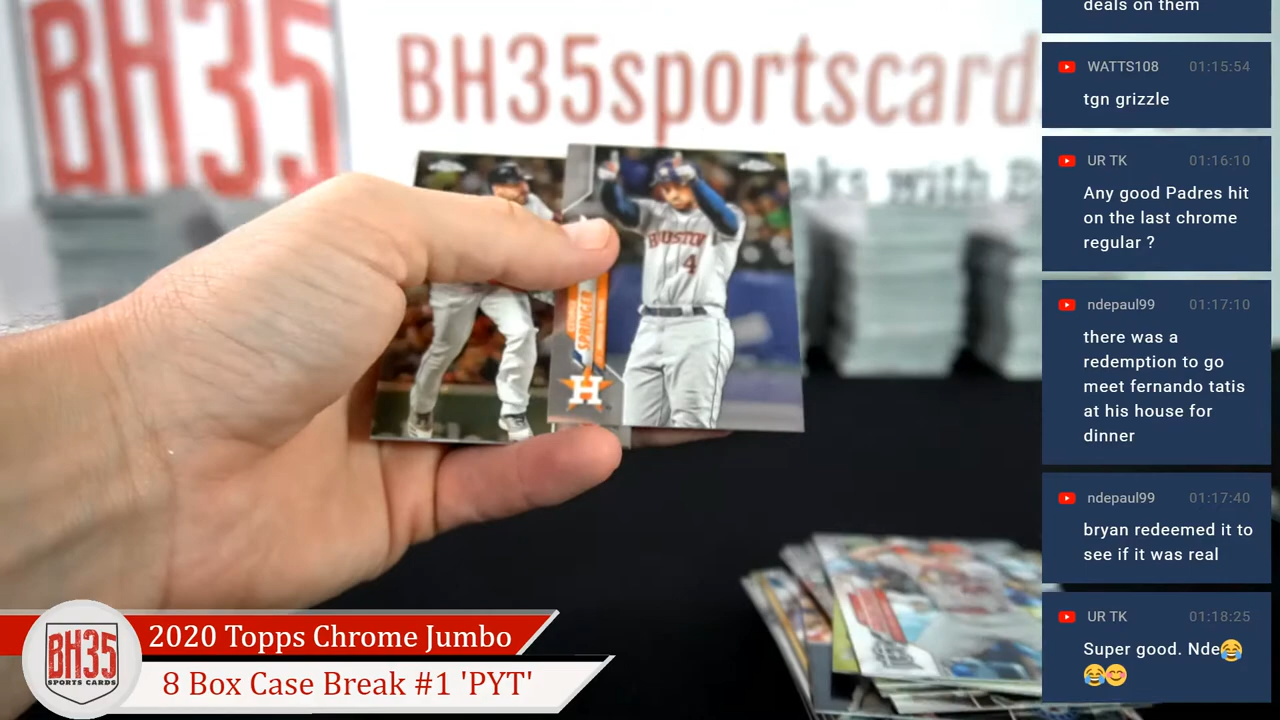 BH35
BH35sportscard
aks with B
HOUSTON
4
SPRINGER
H
BH35
SPORTS CARDS
2020 Topps Chrome Jumbo
8 Box Case Break #1 'PYT'
deals on them
WATTS108 01:15:54
tgn grizzle
UR TK 01:16:10
Any good Padres hit
on the last chrome
regular ?
ndepaul99 01:17:10
there was a
redemption to go
meet fernando tatis
at his house for
dinner
ndepaul99 01:17:40
bryan redeemed it to
see if it was real
UR TK 01:18:25
Super good. Nde😂
😂😊